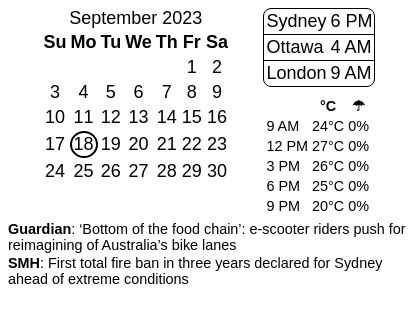 September 2023
Su Mo Tu We Th Fr Sa
1 2
3 4 5 6 7 8 9
10 11 12 13 14 15 16
17 18 19 20 21 22 23
24 25 26 27 28 29 30
Sydney 6 PM
Ottawa 4 AM
London 9 AM
°C ☂
9 AM 24°C 0%
12 PM 27°C 0%
3 PM 26°C 0%
6 PM 25°C 0%
9 PM 20°C 0%
Guardian: ‘Bottom of the food chain’: e-scooter riders push for
reimagining of Australia’s bike lanes
SMH: First total fire ban in three years declared for Sydney
ahead of extreme conditions